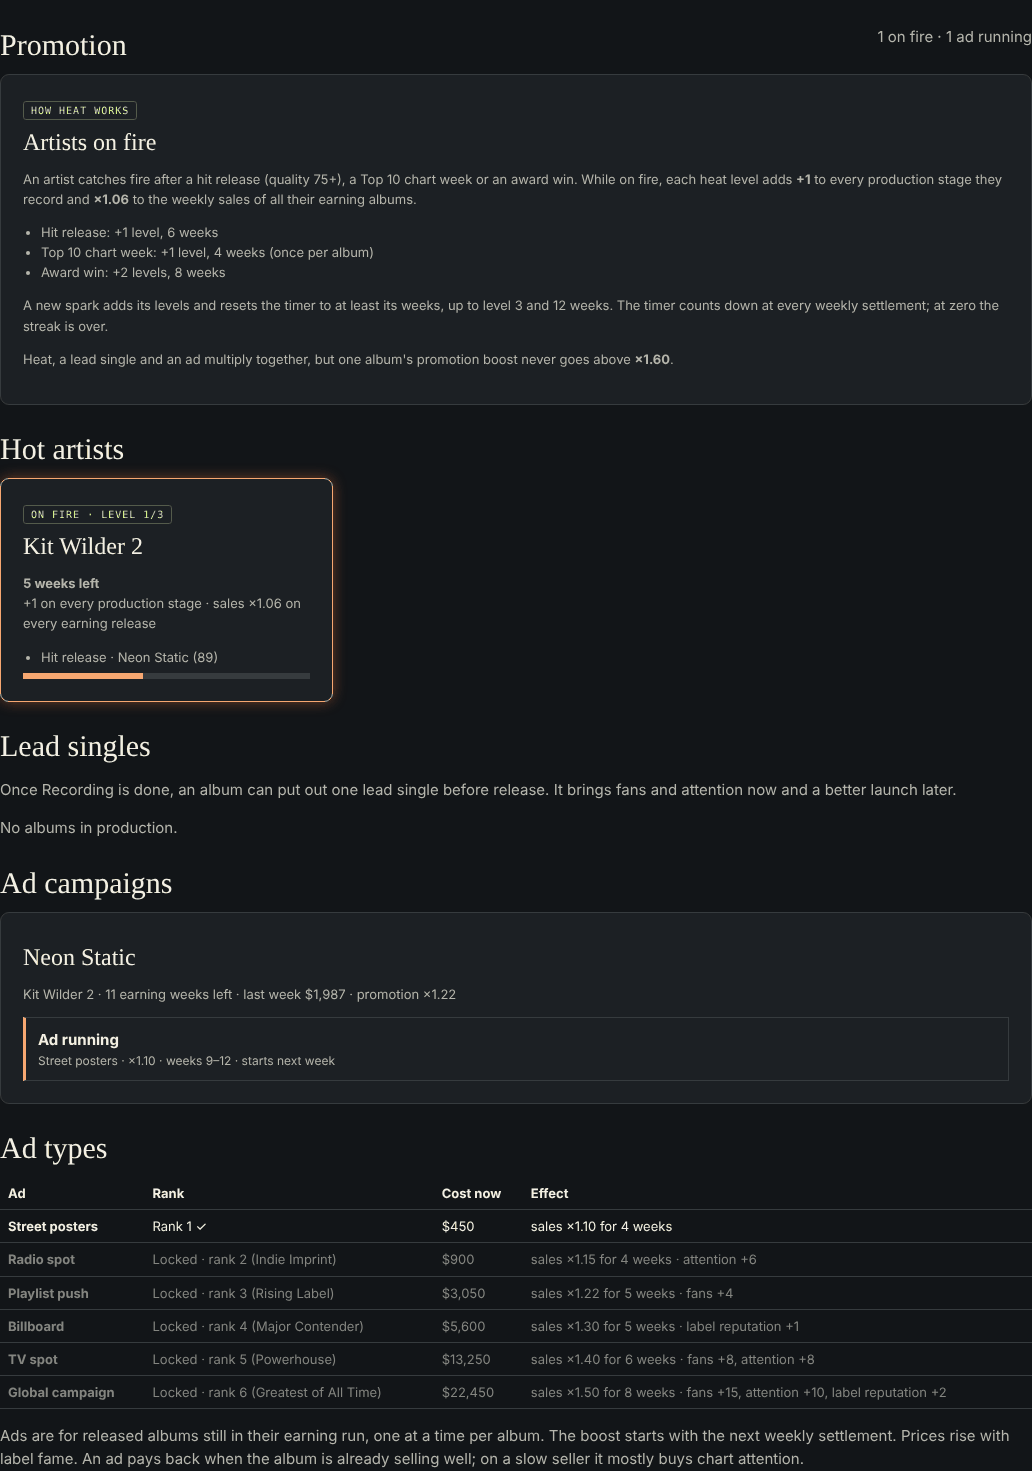 Promotion
1 on fire · 1 ad running
HOW HEAT WORKS
Artists on fire
An artist catches fire after a hit release (quality 75+), a Top 10 chart week or an award win. While on fire, each heat level adds +1 to every production stage they
record and ×1.06 to the weekly sales of all their earning albums.
• Hit release: +1 level, 6 weeks
• Top 10 chart week: +1 level, 4 weeks (once per album)
• Award win: +2 levels, 8 weeks
A new spark adds its levels and resets the timer to at least its weeks, up to level 3 and 12 weeks. The timer counts down at every weekly settlement; at zero the
streak is over.
Heat, a lead single and an ad multiply together, but one album's promotion boost never goes above ×1.60.
Hot artists
ON FIRE · LEVEL 1/3
Kit Wilder 2
5 weeks left
+1 on every production stage · sales ×1.06 on
every earning release
• Hit release · Neon Static (89)
Lead singles
Once Recording is done, an album can put out one lead single before release. It brings fans and attention now and a better launch later.
No albums in production.
Ad campaigns
Neon Static
Kit Wilder 2 · 11 earning weeks left · last week $1,987 · promotion ×1.22
Ad running
Street posters · ×1.10 · weeks 9–12 · starts next week
Ad types
Ad Rank Cost now Effect
Street posters Rank 1 ✓ $450 sales ×1.10 for 4 weeks
Radio spot Locked · rank 2 (Indie Imprint) $900 sales ×1.15 for 4 weeks · attention +6
Playlist push Locked · rank 3 (Rising Label) $3,050 sales ×1.22 for 5 weeks · fans +4
Billboard Locked · rank 4 (Major Contender) $5,600 sales ×1.30 for 5 weeks · label reputation +1
TV spot Locked · rank 5 (Powerhouse) $13,250 sales ×1.40 for 6 weeks · fans +8, attention +8
Global campaign Locked · rank 6 (Greatest of All Time) $22,450 sales ×1.50 for 8 weeks · fans +15, attention +10, label reputation +2
Ads are for released albums still in their earning run, one at a time per album. The boost starts with the next weekly settlement. Prices rise with
label fame. An ad pays back when the album is already selling well; on a slow seller it mostly buys chart attention.